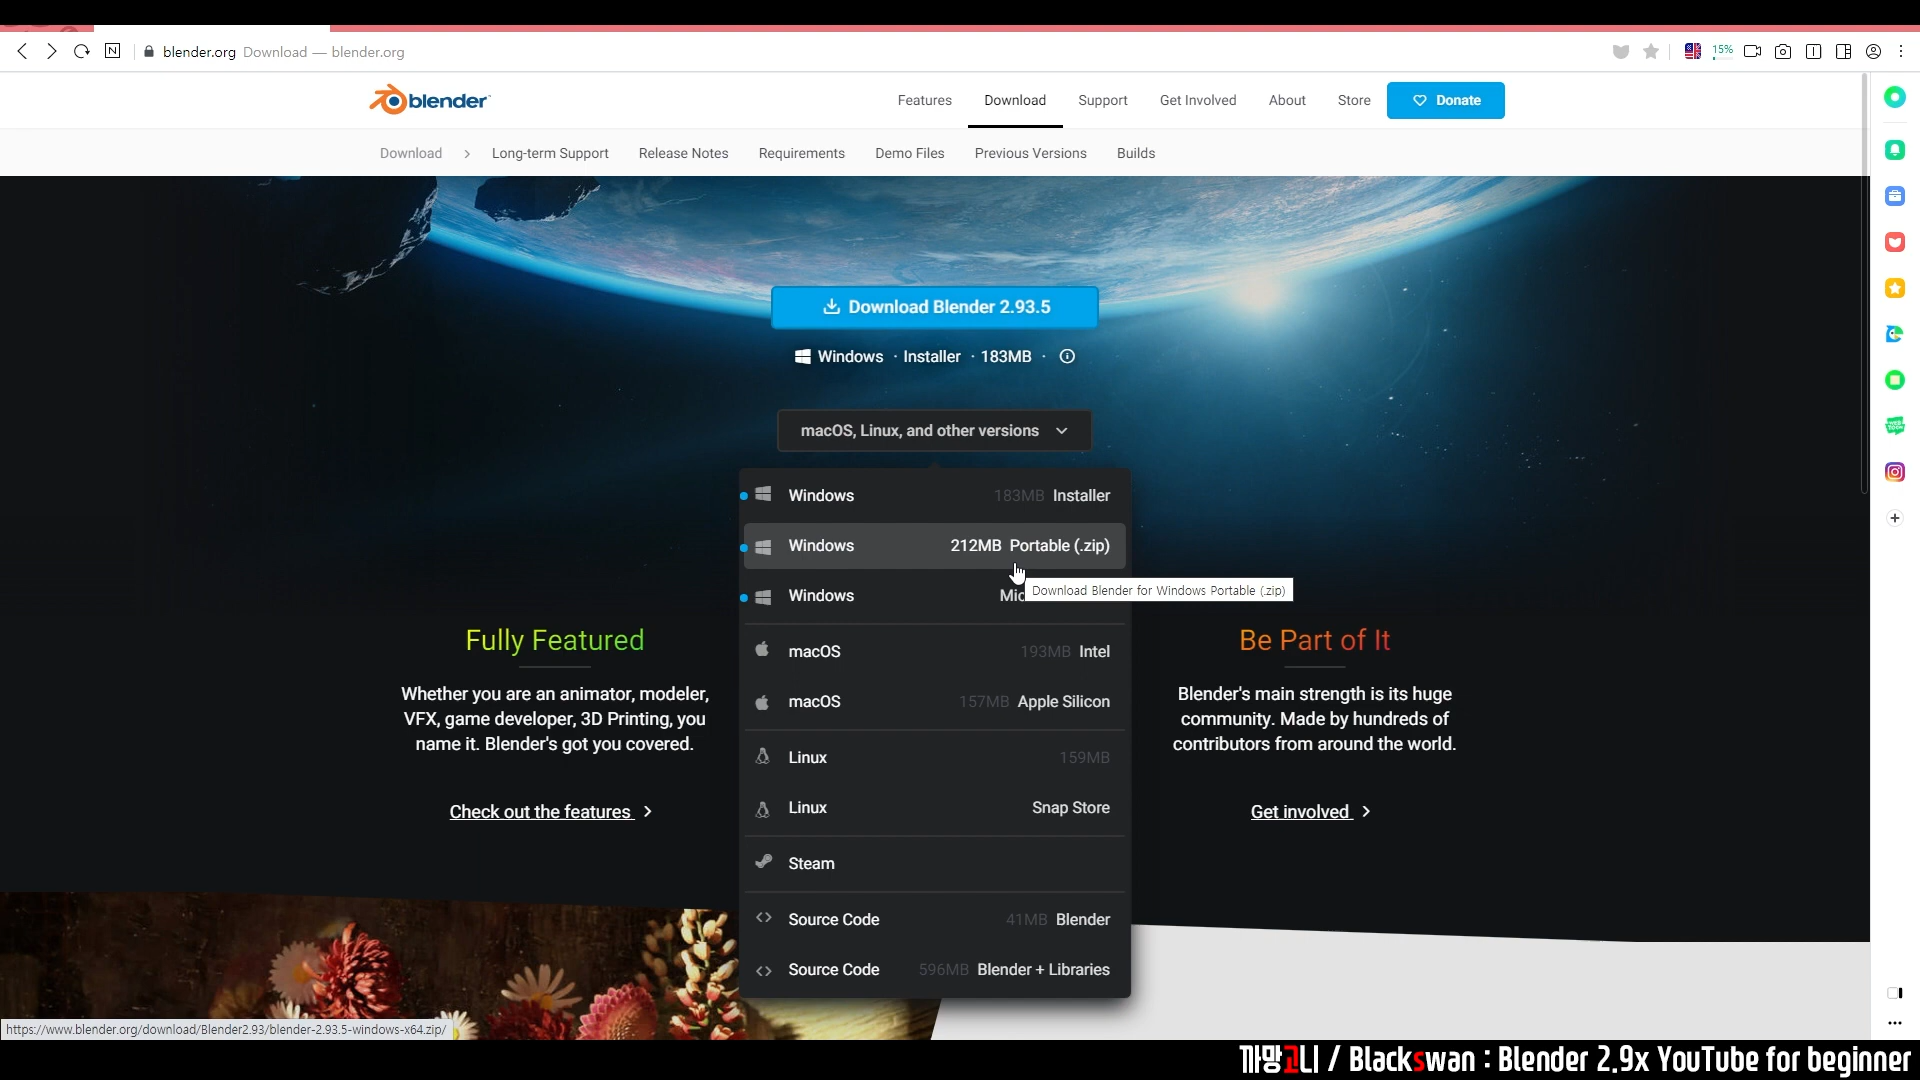 blender.org Download — blender.org
15%
blender
Features Download Support Get Involved About Store Donate
Download > Long-term Support Release Notes Requirements Demo Files Previous Versions Builds
Download Blender 2.93.5
Windows · Installer · 183MB ·
macOS, Linux, and other versions
Windows 183MB Installer
Windows 212MB Portable (.zip)
Download Blender for Windows Portable (.zip)
Windows
macOS 193MB Intel
macOS 157MB Apple Silicon
Linux 159MB
Linux Snap Store
Steam
Source Code 41MB Blender
Source Code 596MB Blender + Libraries
Fully Featured
Whether you are an animator, modeler,
VFX, game developer, 3D Printing, you
name it. Blender's got you covered.
Check out the features >
Be Part of It
Blender's main strength is its huge
community. Made by hundreds of
contributors from around the world.
Get involved >
https://www.blender.org/download/Blender2.93/blender-2.93.5-windows-x64.zip/
까망고니 / Blackswan : Blender 2.9x YouTube for beginner